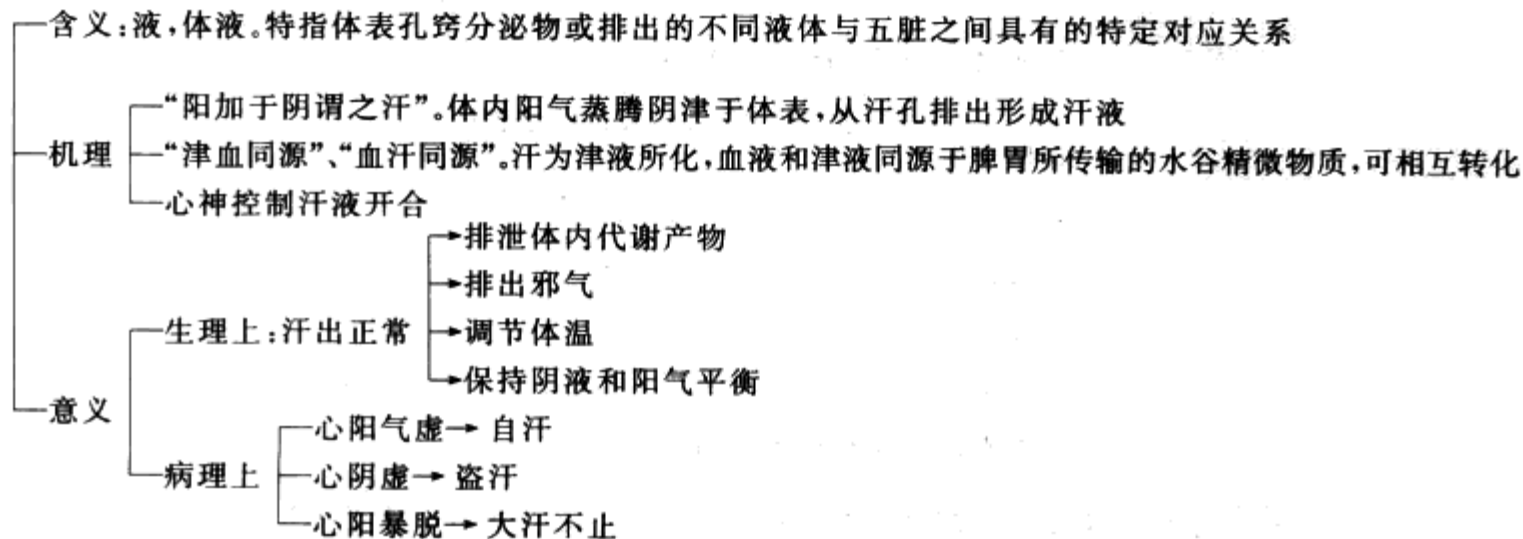 含义:液,体液。特指体表孔窍分泌物或排出的不同液体与五脏之间具有的特定对应关系
机理
“阳加于阴谓之汗”。体内阳气蒸腾阴津于体表,从汗孔排出形成汗液
“津血同源”、“血汗同源”。汗为津液所化,血液和津液同源于脾胃所传输的水谷精微物质,可相互转化
心神控制汗液开合
意义
生理上:汗出正常
排泄体内代谢产物
排出邪气
调节体温
保持阴液和阳气平衡
病理上
心阳气虚→自汗
心阴虚→盗汗
心阳暴脱→大汗不止